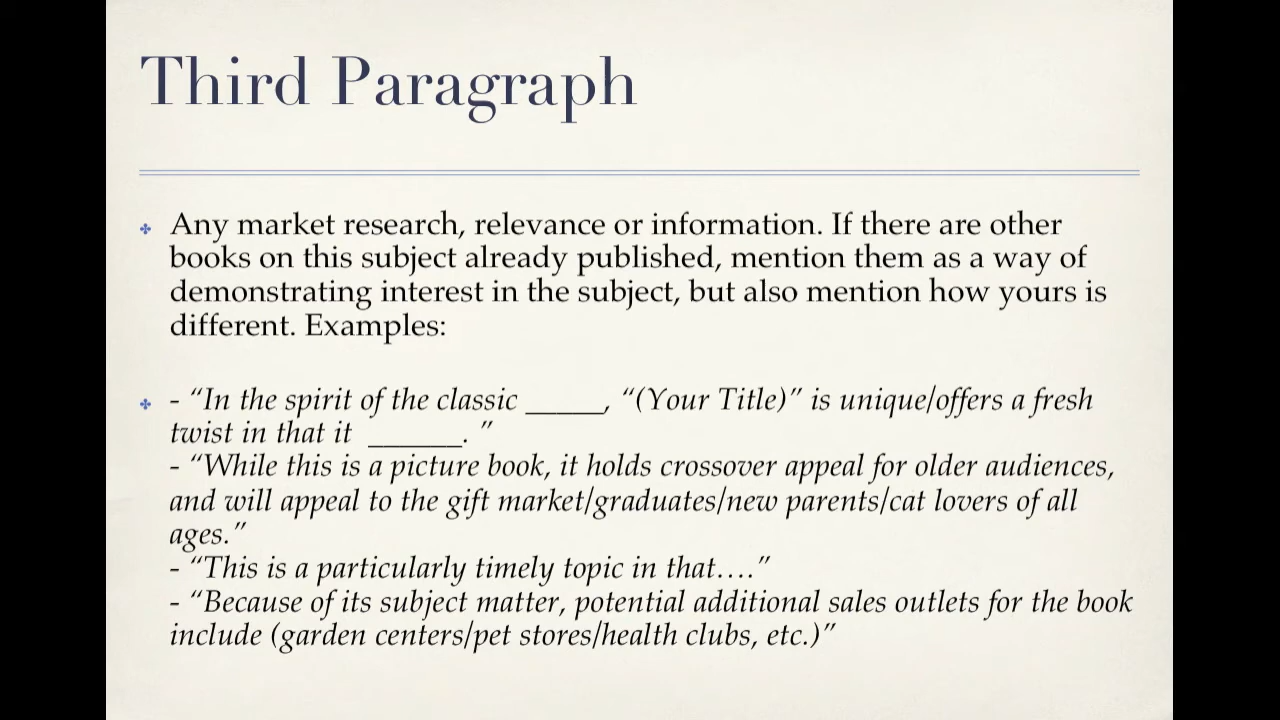 Third Paragraph
Any market research, relevance or information. If there are other
books on this subject already published, mention them as a way of
demonstrating interest in the subject, but also mention how yours is
different. Examples:
- “In the spirit of the classic _____, “(Your Title)” is unique/offers a fresh
twist in that it ______. ”
- “While this is a picture book, it holds crossover appeal for older audiences,
and will appeal to the gift market/graduates/new parents/cat lovers of all
ages.”
- “This is a particularly timely topic in that….”
- “Because of its subject matter, potential additional sales outlets for the book
include (garden centers/pet stores/health clubs, etc.)”